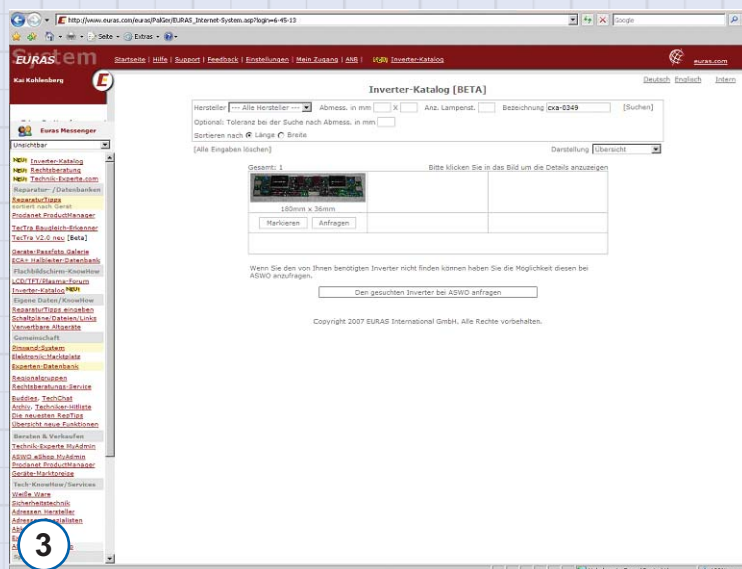 http://www.euras.com/euras/PalGer/EURAS_Internet-System.asp?login=6-45-13
Google
Seite Extras
System
EURAS
Startseite | Hilfe | Support | Feedback | Einstellungen | Mein Zugang | ANB | Inverter-Katalog
euras.com
Kai Kohlenberg
Deutsch Englisch Intern
Inverter-Katalog [BETA]
Hersteller --- Alle Hersteller --- Abmess. in mm X Anz. Lampenst. Bezeichnung cxa-0349 [Suchen]
Optional: Toleranz bei der Suche nach Abmess. in mm
Sortieren nach Länge Breite
[Alle Eingaben löschen] Darstellung Übersicht
Gesamt: 1 Bitte klicken Sie in das Bild um die Details anzuzeigen
180mm x 36mm
Markieren Anfragen
Wenn Sie den von Ihnen benötigten Inverter nicht finden können haben Sie die Möglichkeit diesen bei
ASWO anzufragen.
Den gesuchten Inverter bei ASWO anfragen
Copyright 2007 EURAS International GmbH, Alle Rechte vorbehalten.
Euras Messenger
Unsichtbar
NEU! Inverter-Katalog
NEU! Rechtsberatung
NEU! Technik-Experte.com
Reparatur- /Datenbanken
ReparaturTipps
sortiert nach Gerät
Prodanet ProductManager
TecTra Baugleich-Erkenner
TecTra V2.0 neu [Beta]
Geräte-Passfoto Galerie
ECA+ Halbleiter-Datenbank
Flachbildschirm-KnowHow
LCD/TFT/Plasma-Forum
Inverter-Katalog NEU!
Eigene Daten/KnowHow
ReparaturTipps eingeben
Schaltpläne/Dateien/Links
Verwertbare Altgeräte
Gemeinschaft
Pinwand-System
Elektronik-Marktplatz
Experten-Datenbank
Regionalgruppen
Rechtsberatungs-Service
Buddies, TechChat
Archiv, Techniker-Hitliste
Die neuesten RepTips
Übersicht neue Funktionen
Beraten & Verkaufen
Technik-Experte MyAdmin
ASWO eShop MyAdmin
Prodanet ProductManager
Geräte-Marktpreise
Tech-KnowHow/Services
Weiße Ware
Sicherheitstechnik
Adressen Hersteller
3